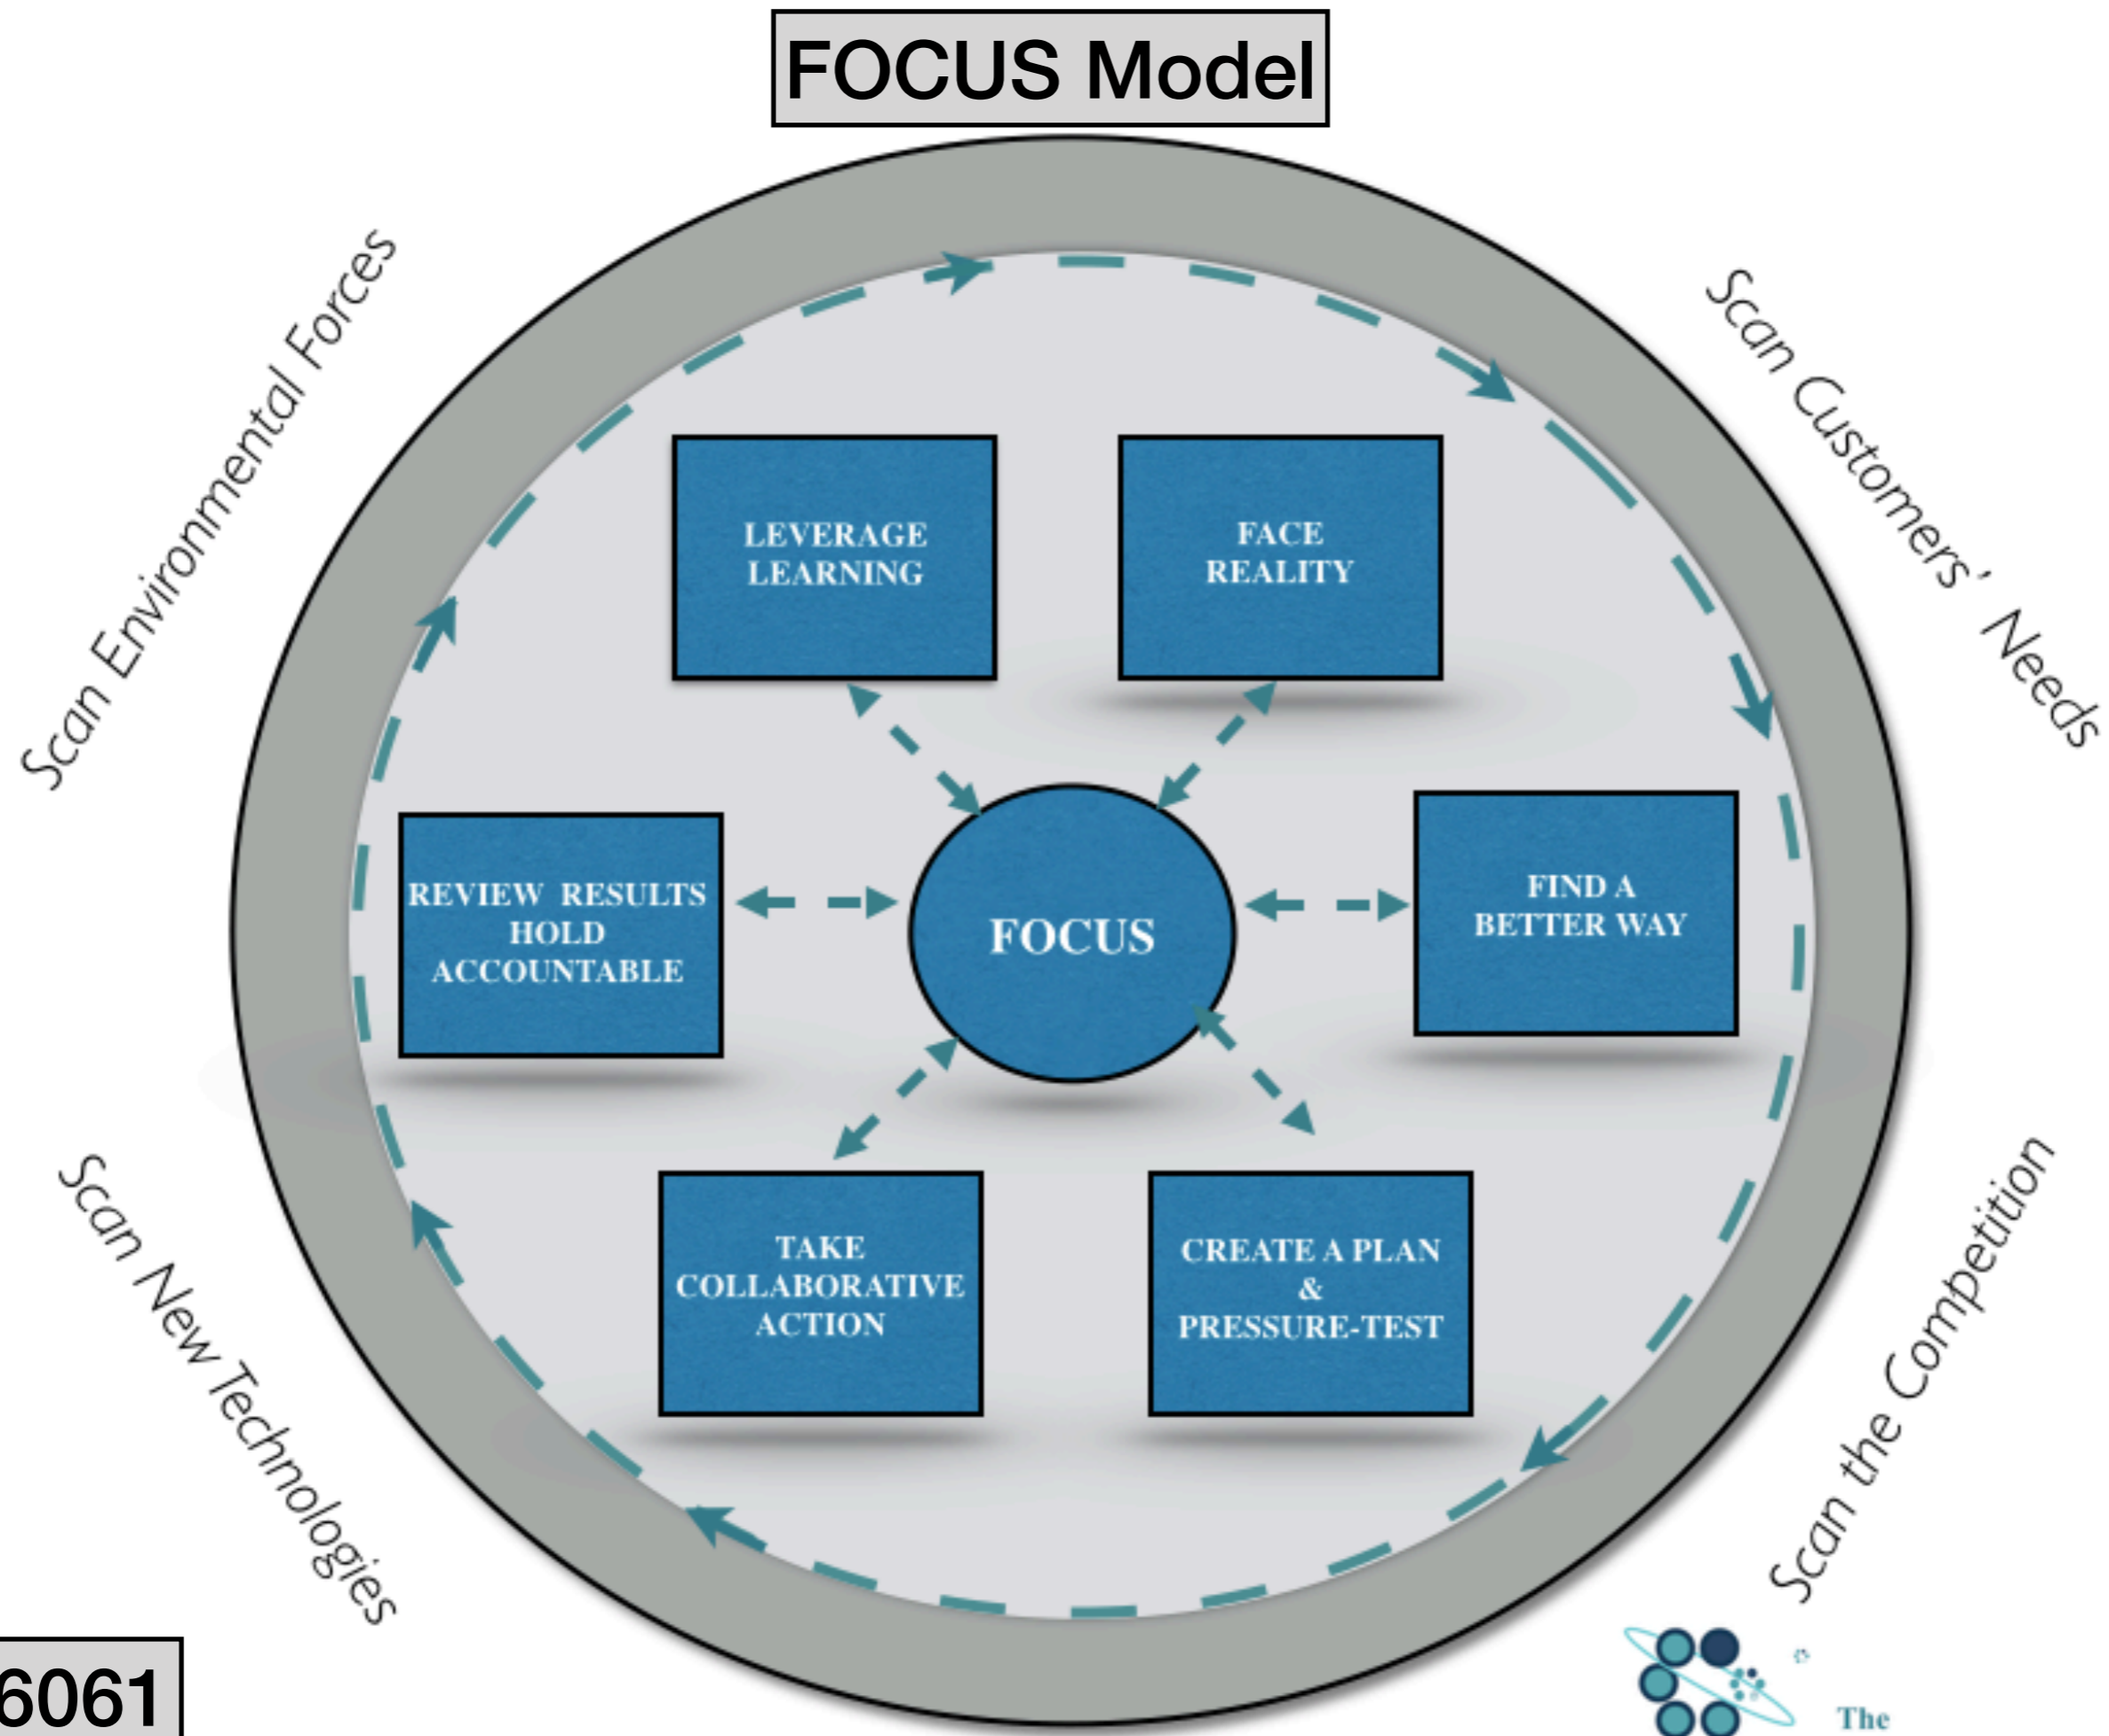 FOCUS Model
Scan Environmental Forces
Scan Customers' Needs
LEVERAGE
LEARNING
FACE
REALITY
REVIEW RESULTS
HOLD
ACCOUNTABLE
FOCUS
FIND A
BETTER WAY
TAKE
COLLABORATIVE
ACTION
CREATE A PLAN
&
PRESSURE-TEST
Scan New Technologies
Scan the Competition
6061
The